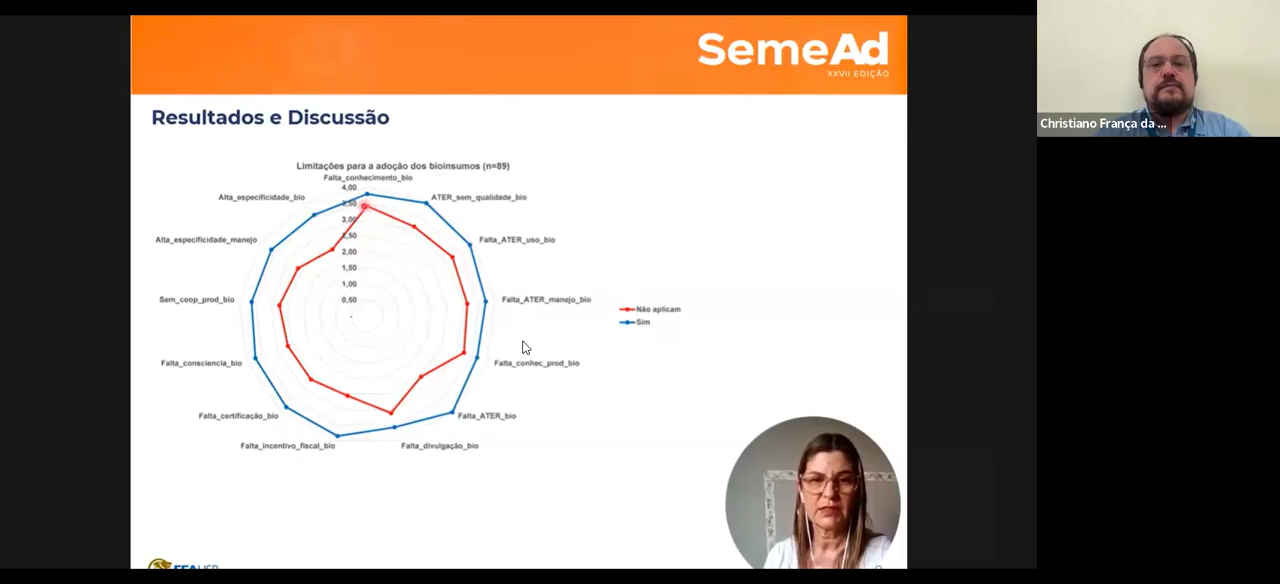 SemeAd
XXVII EDIÇÃO
Christiano França da ...
Resultados e Discussão
Limitações para a adoção dos bioinsumos (n=89)
Falta_conhecimento_bio
4,00
Alta_especificidade_bio
ATER_sem_qualidade_bio
3,50
3,00
Alta_especificidade_manejo
2,50
Falta_ATER_uso_bio
2,00
1,50
1,00
Sem_coop_prod_bio
0,50
Falta_ATER_manejo_bio
Não aplicam
-
Sim
Falta_consciencia_bio
Falta_conhec_prod_bio
Falta_certificação_bio
Falta_ATER_bio
Falta_incentivo_fiscal_bio
Falta_divulgação_bio